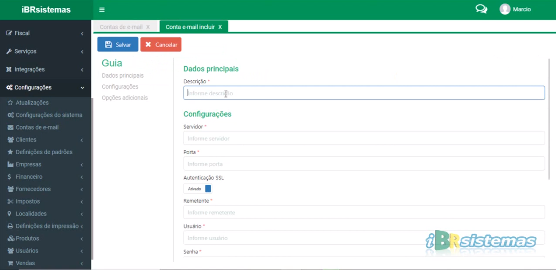 iBRsistemas
Marcio
Contas de e-mail X
Conta e-mail incluir X
Fiscal
Serviços
Integrações
Configurações
Atualizações
Configurações do sistema
Contas de e-mail
Clientes
Definições de padrões
Empresas
Financeiro
Fornecedores
Impostos
Localidades
Definições de impressão
Produtos
Usuários
Vendas
Salvar
Cancelar
Guia
Dados principais
Configurações
Opções adicionais
Dados principais
Descrição *
Informe descrição
Configurações
Servidor *
Informe servidor
Porta *
Informe porta
Autenticação SSL
Ativado
Remetente *
Informe remetente
Usuário *
Informe usuário
Senha *
iBRsistemas